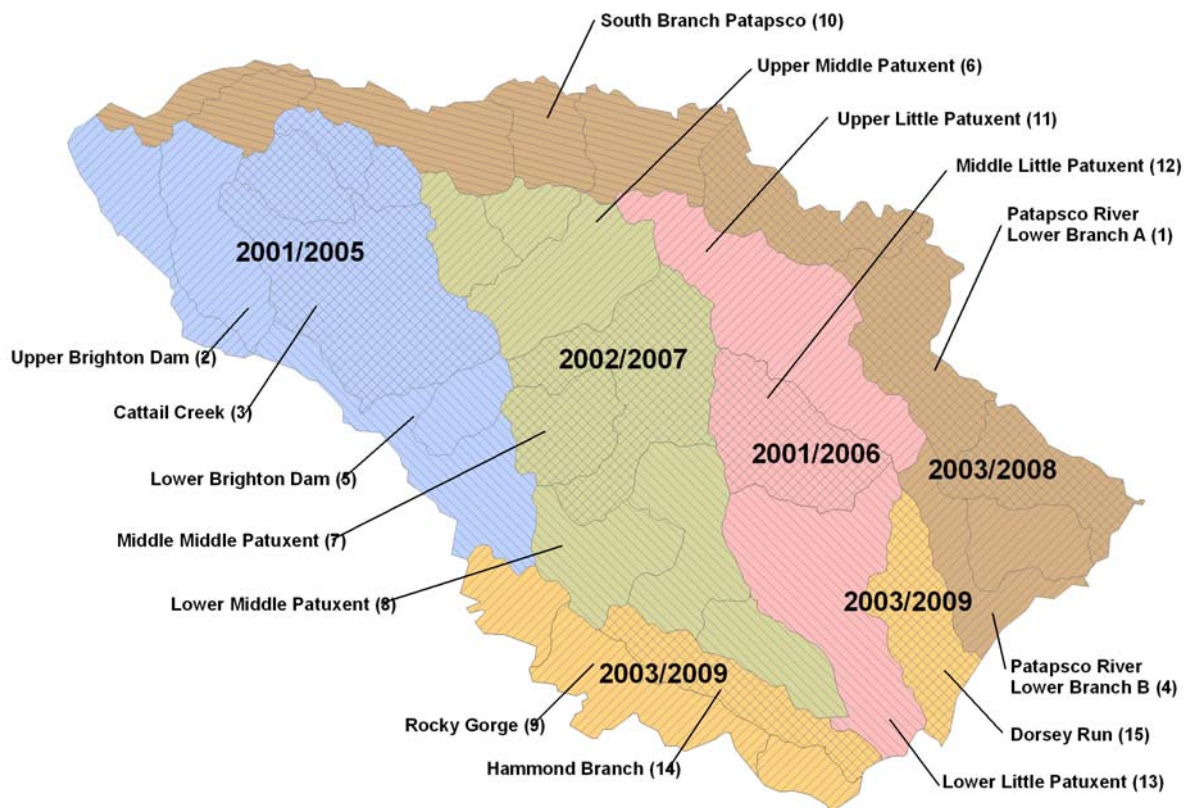 South Branch Patapsco (10)
Upper Middle Patuxent (6)
Upper Little Patuxent (11)
Middle Little Patuxent (12)
Patapsco River
Lower Branch A (1)
2001/2005
Upper Brighton Dam (2)
2002/2007
Cattail Creek (3)
2001/2006
2003/2008
Lower Brighton Dam (5)
Middle Middle Patuxent (7)
Lower Middle Patuxent (8)
2003/2009
Patapsco River
Lower Branch B (4)
2003/2009
Rocky Gorge (9)
Dorsey Run (15)
Hammond Branch (14)
Lower Little Patuxent (13)